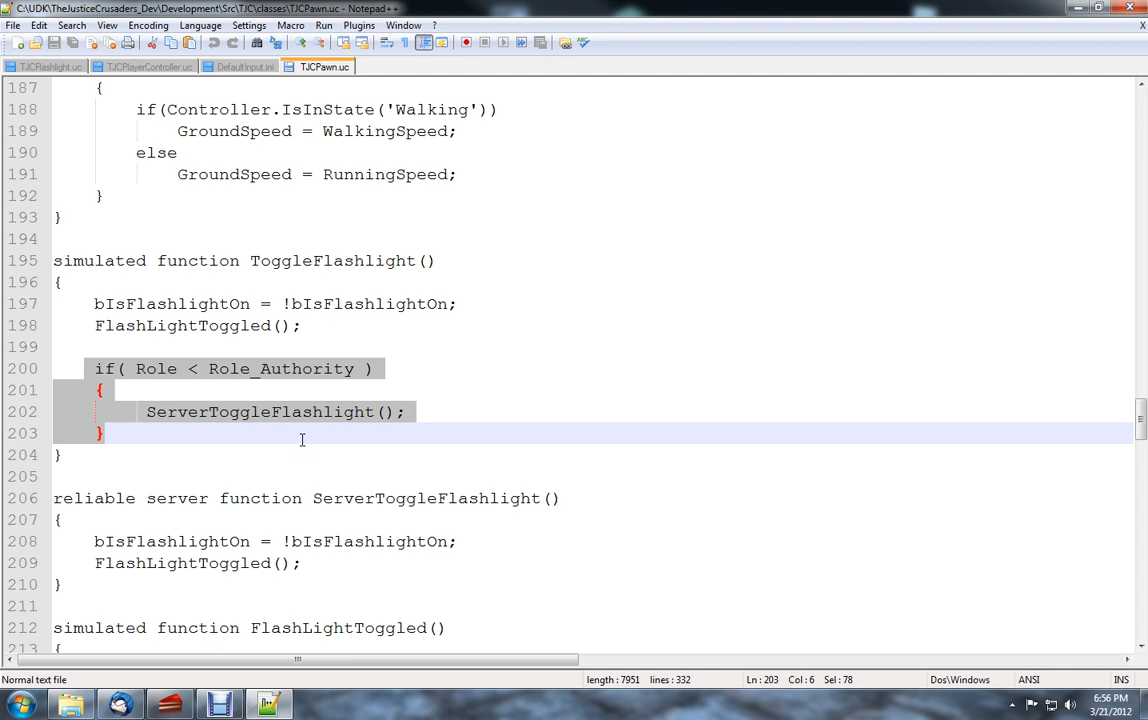 C:\UDK\TheJusticeCrusaders_Dev\Development\Src\TJC\classes\TJCPawn.uc - Notepad++
File Edit Search View Encoding Language Settings Macro Run Plugins Window ?
X
TJCFlashlight.uc TJCPlayerController.uc DefaultInput.ini TJCPawn.uc
187 {
188 if(Controller.IsInState('Walking'))
189 GroundSpeed = WalkingSpeed;
190 else
191 GroundSpeed = RunningSpeed;
192 }
193 }
194
195 simulated function ToggleFlashlight()
196 {
197 bIsFlashlightOn = !bIsFlashlightOn;
198 FlashLightToggled();
199
200 if( Role < Role_Authority )
201 {
202 ServerToggleFlashlight();
203 }
204 }
205
206 reliable server function ServerToggleFlashlight()
207 {
208 bIsFlashlightOn = !bIsFlashlightOn;
209 FlashLightToggled();
210 }
211
212 simulated function FlashLightToggled()
213 {
Normal text file length : 7951 lines : 332 Ln : 203 Col : 6 Sel : 78 Dos\Windows ANSI INS
6:56 PM
3/21/2012